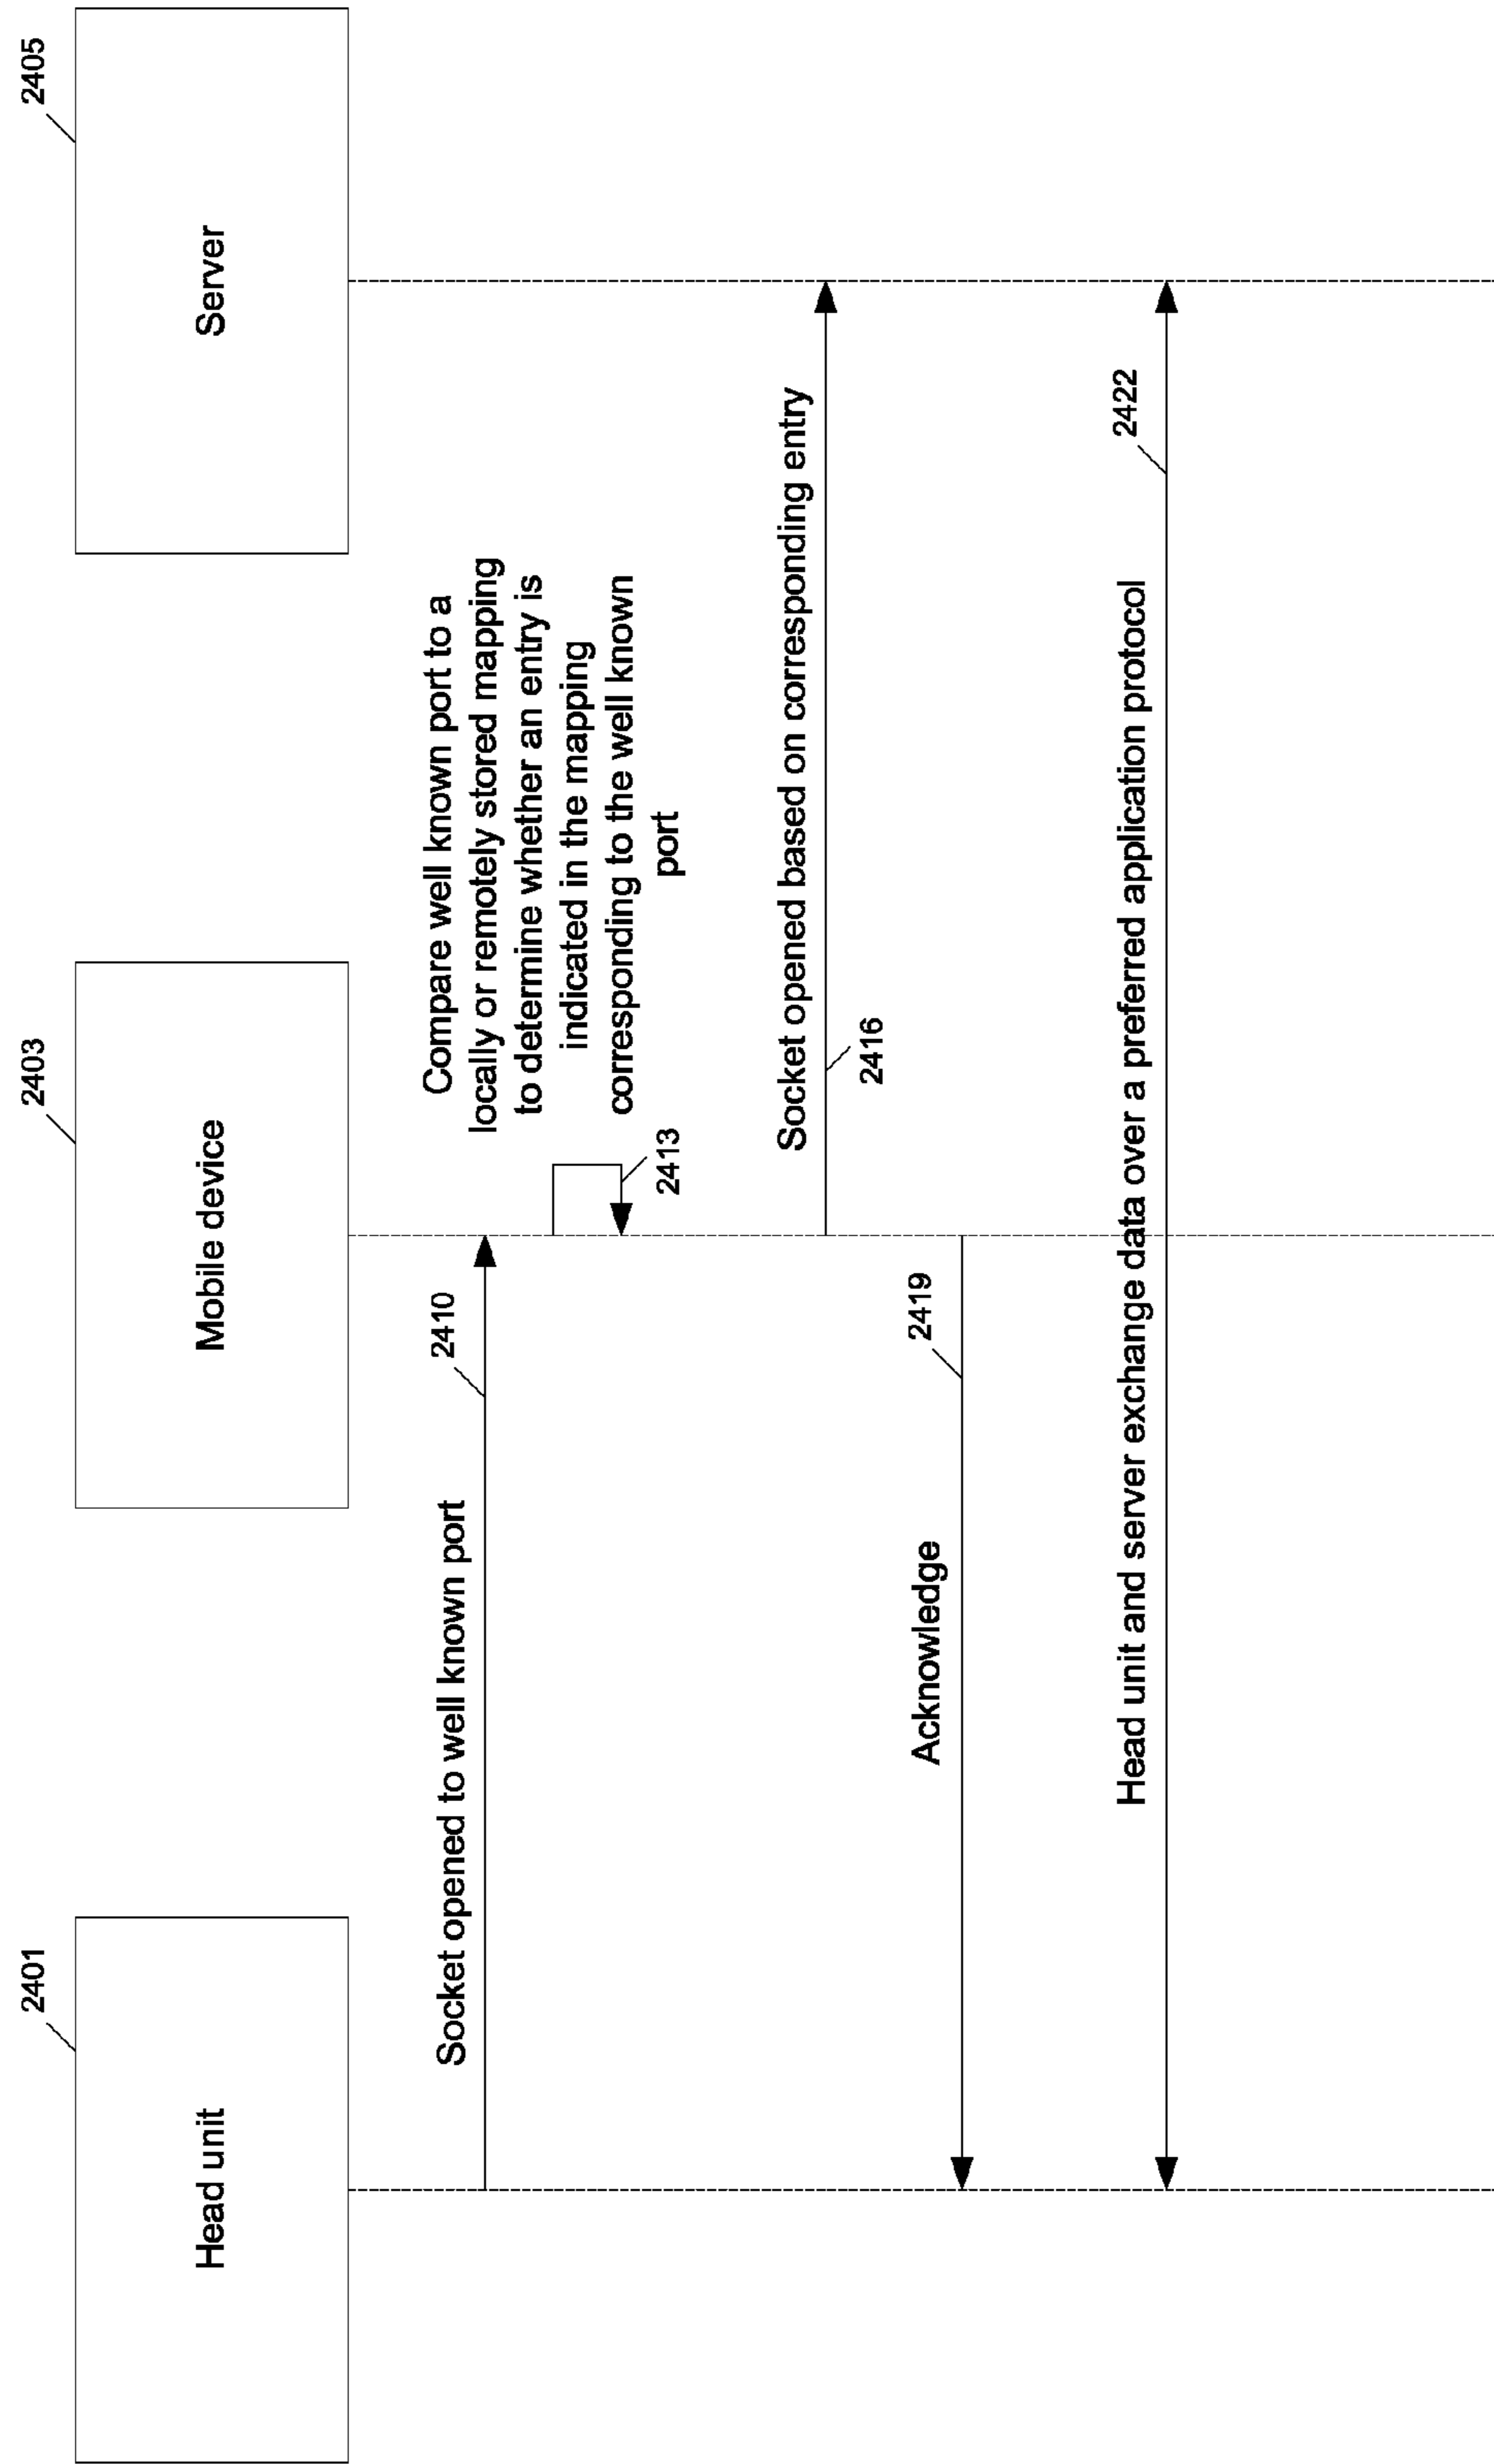 2401
2403
2405
Head unit
Mobile device
Server
Socket opened to well known port
2410
Compare well known port to a
locally or remotely stored mapping
to determine whether an entry is
indicated in the mapping
corresponding to the well known
port
2413
Socket opened based on corresponding entry
2416
Acknowledge
2419
Head unit and server exchange data over a preferred application protocol
2422